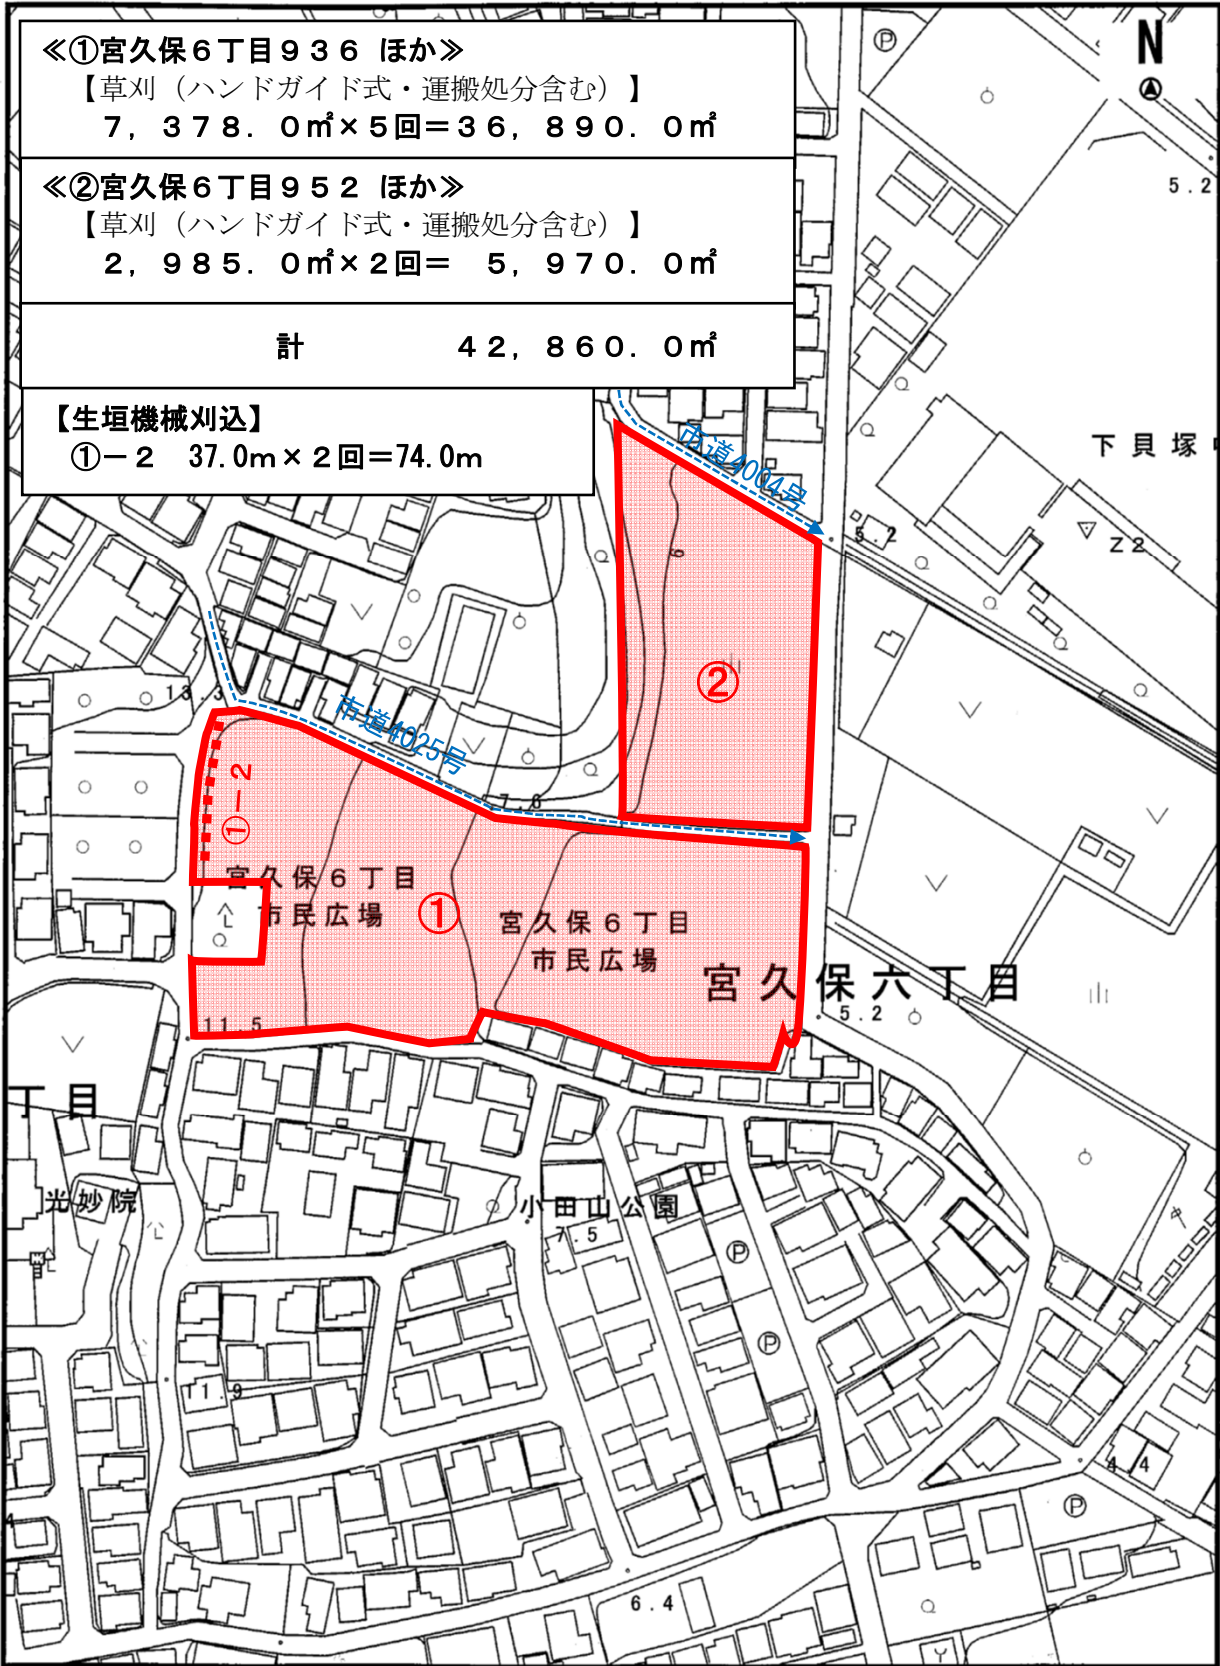 ≪①宮久保６丁目９３６ ほか≫
【草刈（ハンドガイド式・運搬処分含む）】
７，３７８．０㎡×５回＝３６，８９０．０㎡
≪②宮久保６丁目９５２ ほか≫
【草刈（ハンドガイド式・運搬処分含む）】
２，９８５．０㎡×２回＝　５，９７０．０㎡
計　４２，８６０．０㎡
【生垣機械刈込】
①－２　37.0m×２回=74.0m
N
P
5.2
下貝塚
市道4004号
5.2
Z2
6
②
13.3
市道4025号
7.6
①－２
宮久保６丁目
市民広場
①
宮久保６丁目
市民広場
宮久保六丁目
5.2
11.5
丁目
光妙院
小田山公園
7.5
P
P
11.9
4.4
P
6.4